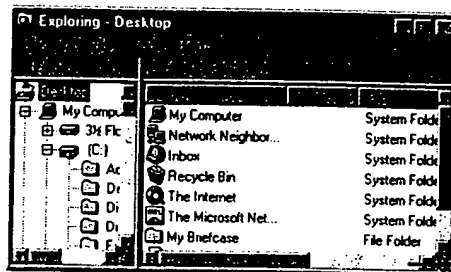 Exploring - Desktop
Desktop
My Compu
3½ Flo
(C:)
Ac
Di
My Computer System Folde
Network Neighbor... System Folde
Inbox System Folde
Recycle Bin System Folde
The Internet System Folde
The Microsoft Net... System Folde
My Briefcase File Folder